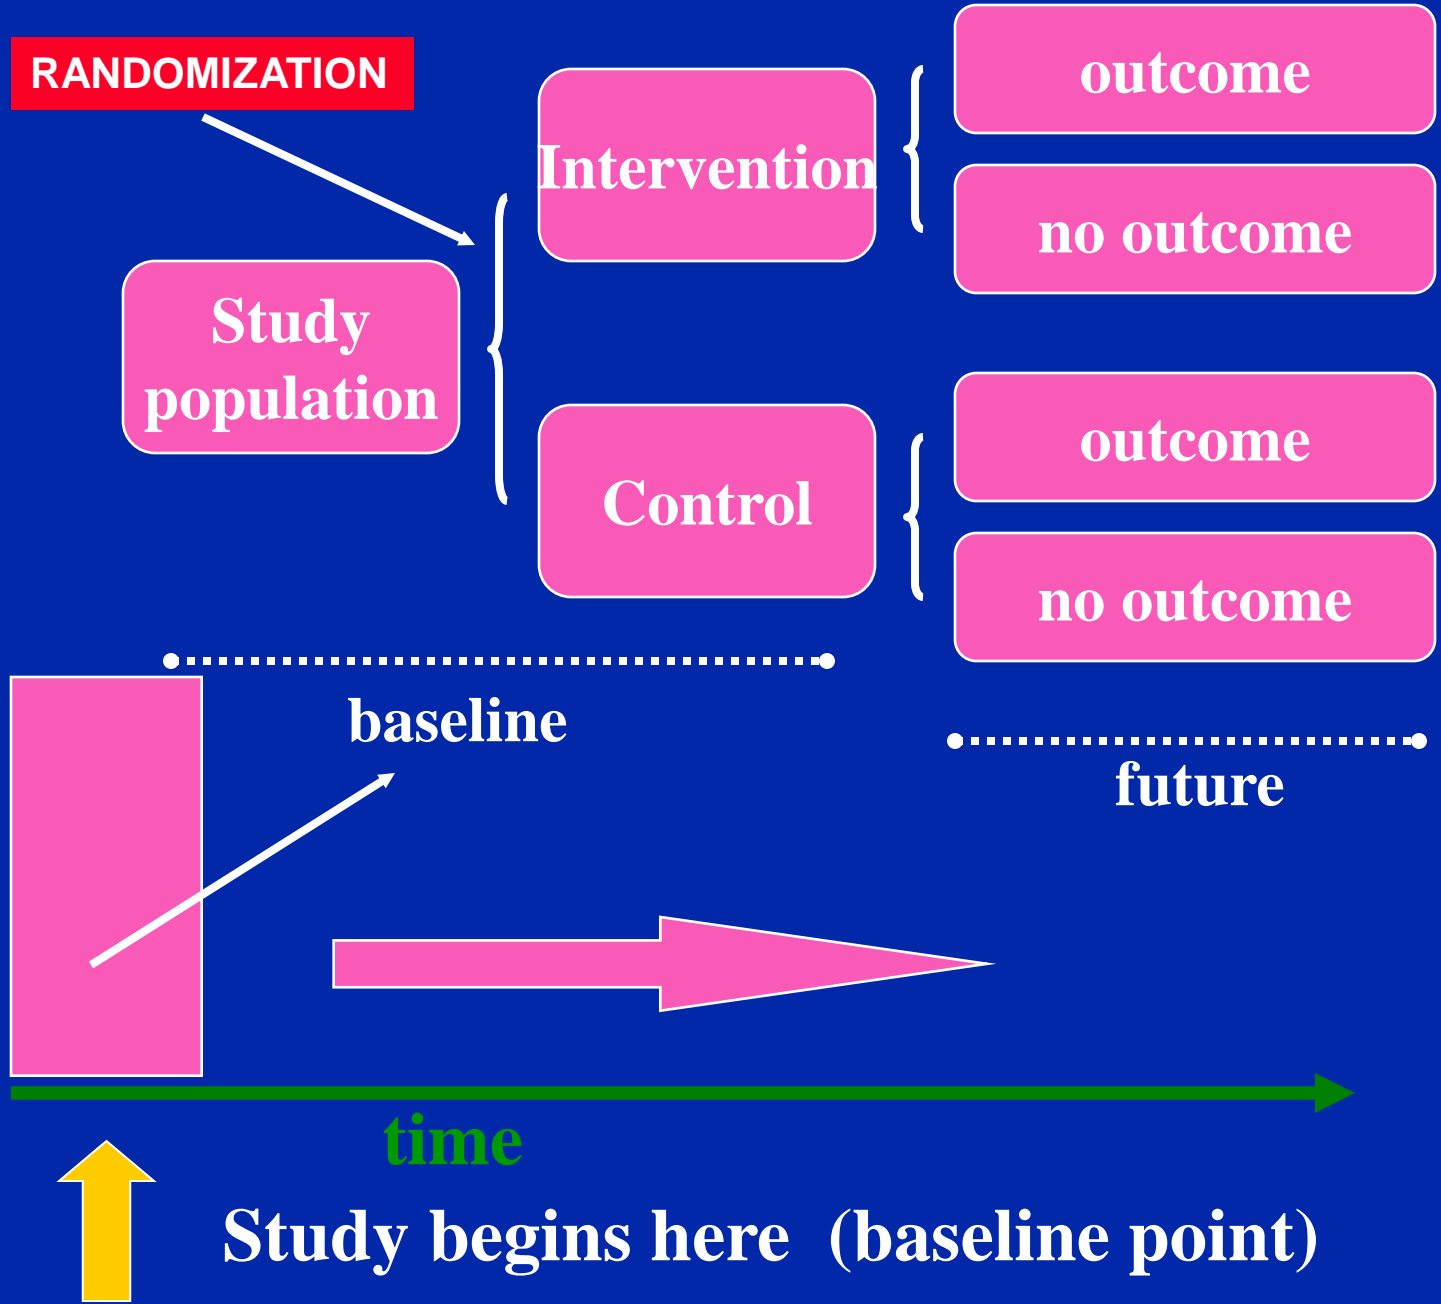 RANDOMIZATION
Intervention
outcome
no outcome
Study
population
Control
outcome
no outcome
baseline
future
time
Study begins here (baseline point)